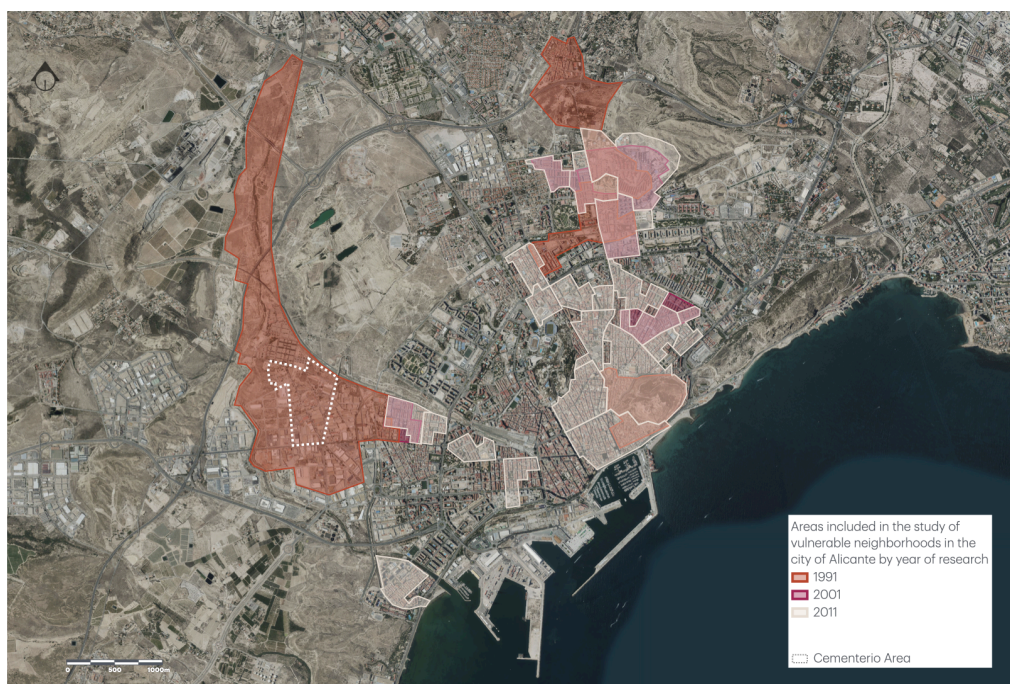 Areas included in the study of
vulnerable neighborhoods in the
city of Alicante by year of research
1991
2001
2011
Cementerio Area
0 500 1000m